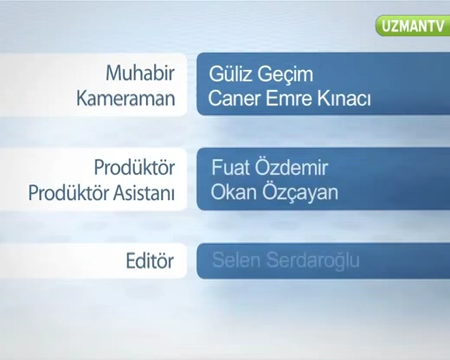 UZMANTV
Muhabir Güliz Geçim
Kameraman Caner Emre Kınacı
Prodüktör Fuat Özdemir
Prodüktör Asistanı Okan Özçayan
Editör Selen Serdaroğlu